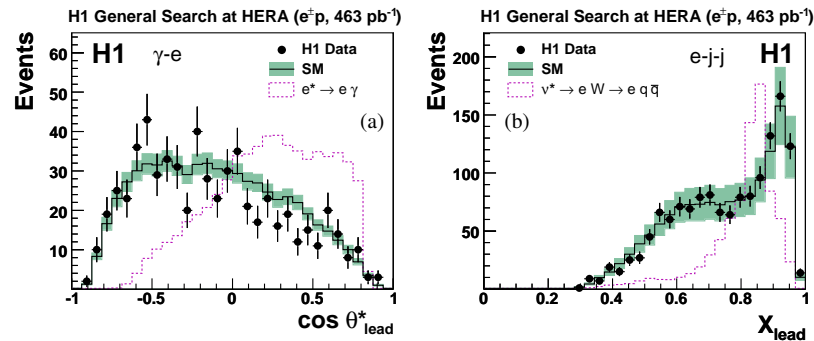 H1 General Search at HERA (e±p, 463 pb⁻¹)
Events
H1 γ-e
H1 Data
SM
e* → e γ
(a)
60
50
40
30
20
10
-1 -0.5 0 0.5 1
cos θ*lead
H1 General Search at HERA (e±p, 463 pb⁻¹)
Events
e-j-j H1
H1 Data
SM
ν* → e W → e q q̄
(b)
200
150
100
50
0 0.2 0.4 0.6 0.8 1
Xlead